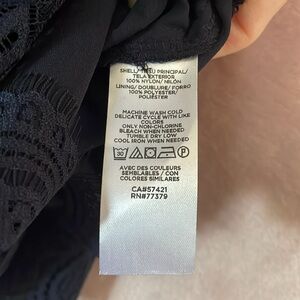 SHELL/TISSU PRINCIPAL/
TELA EXTERIOR
100% NYLON/ NILON
LINING/ DOUBLURE/ FORRO
100% POLYESTER/
POLIÉSTER
MACHINE WASH COLD
DELICATE CYCLE WITH LIKE
COLORS
ONLY NON-CHLORINE
BLEACH WHEN NEEDED
TUMBLE DRY LOW
COOL IRON WHEN NEEDED
30 P
AVEC DES COULEURS
SEMBLABLES / CON
COLORES SIMILARES
CA#57421
RN#77379